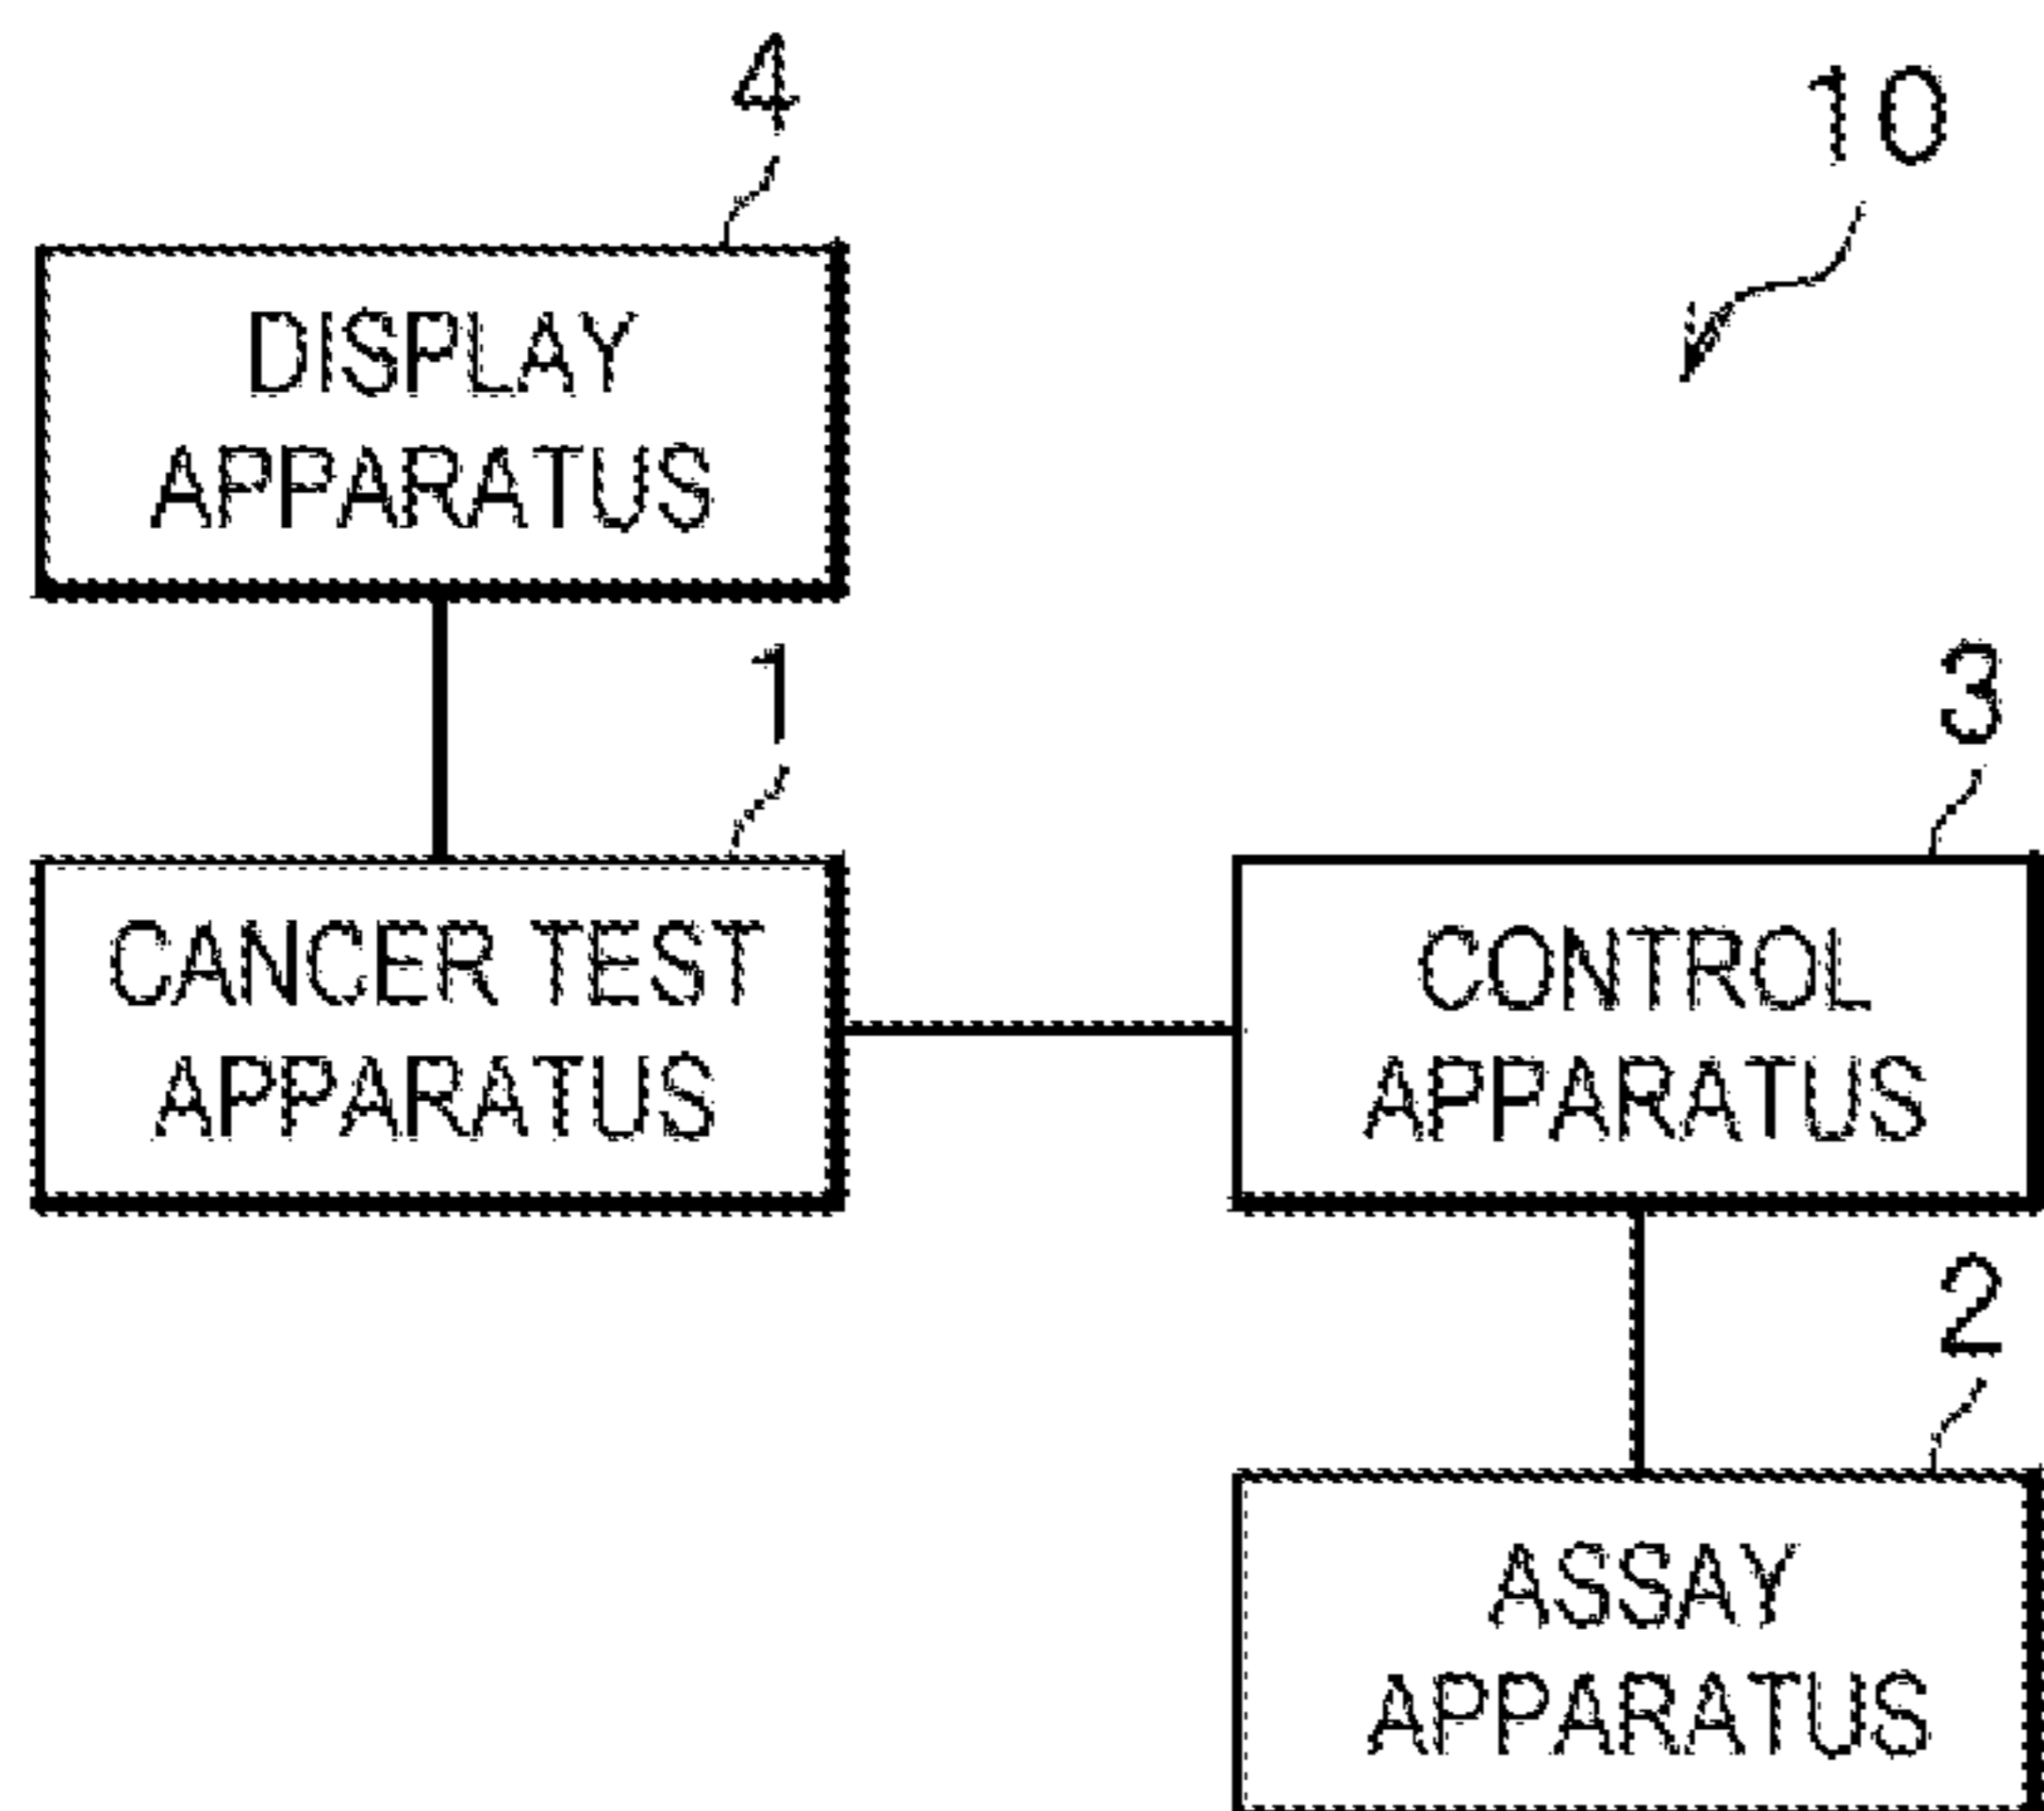 4
10
DISPLAY
APPARATUS
1
3
CANCER TEST
APPARATUS
CONTROL
APPARATUS
2
ASSAY
APPARATUS